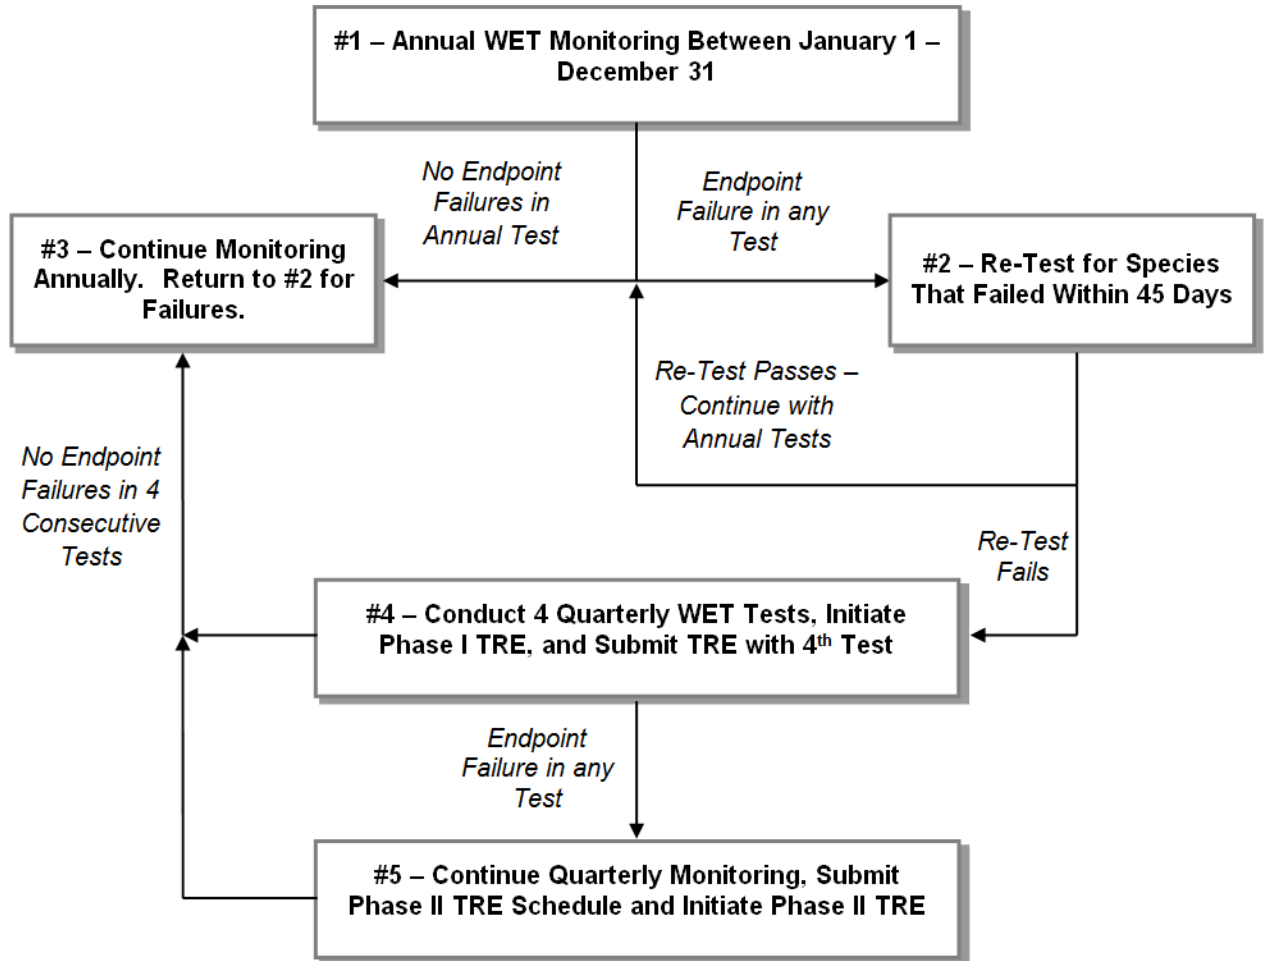 #1 – Annual WET Monitoring Between January 1 –
December 31
No Endpoint
Failures in
Annual Test
Endpoint
Failure in any
Test
#3 – Continue Monitoring
Annually.  Return to #2 for
Failures.
#2 – Re-Test for Species
That Failed Within 45 Days
Re-Test Passes –
Continue with
Annual Tests
No Endpoint
Failures in 4
Consecutive
Tests
Re-Test
Fails
#4 – Conduct 4 Quarterly WET Tests, Initiate
Phase I TRE, and Submit TRE with 4th Test
Endpoint
Failure in any
Test
#5 – Continue Quarterly Monitoring, Submit
Phase II TRE Schedule and Initiate Phase II TRE